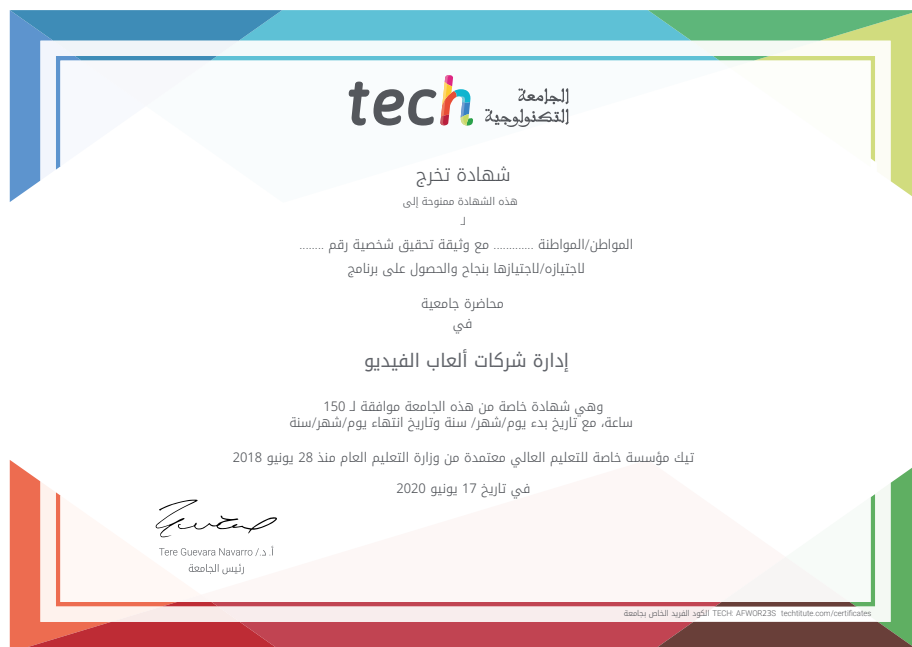 tech الجامعة
التكنولوجية
شهادة تخرج
هذه الشهادة ممنوحة إلى
لـ
المواطن/المواطنة ............ مع وثيقة تحقيق شخصية رقم ........
لاجتيازه/لاجتيازها بنجاح والحصول على برنامج
محاضرة جامعية
في
إدارة شركات ألعاب الفيديو
وهي شهادة خاصة من هذه الجامعة موافقة لـ 150
ساعة، مع تاريخ بدء يوم/شهر/ سنة وتاريخ انتهاء يوم/شهر/سنة
تيك مؤسسة خاصة للتعليم العالي معتمدة من وزارة التعليم العام منذ 28 يونيو 2018
في تاريخ 17 يونيو 2020
أ. د./ Tere Guevara Navarro
رئيس الجامعة
الكود الفريد الخاص بجامعة TECH: AFWOR23S techtitute.com/certificates